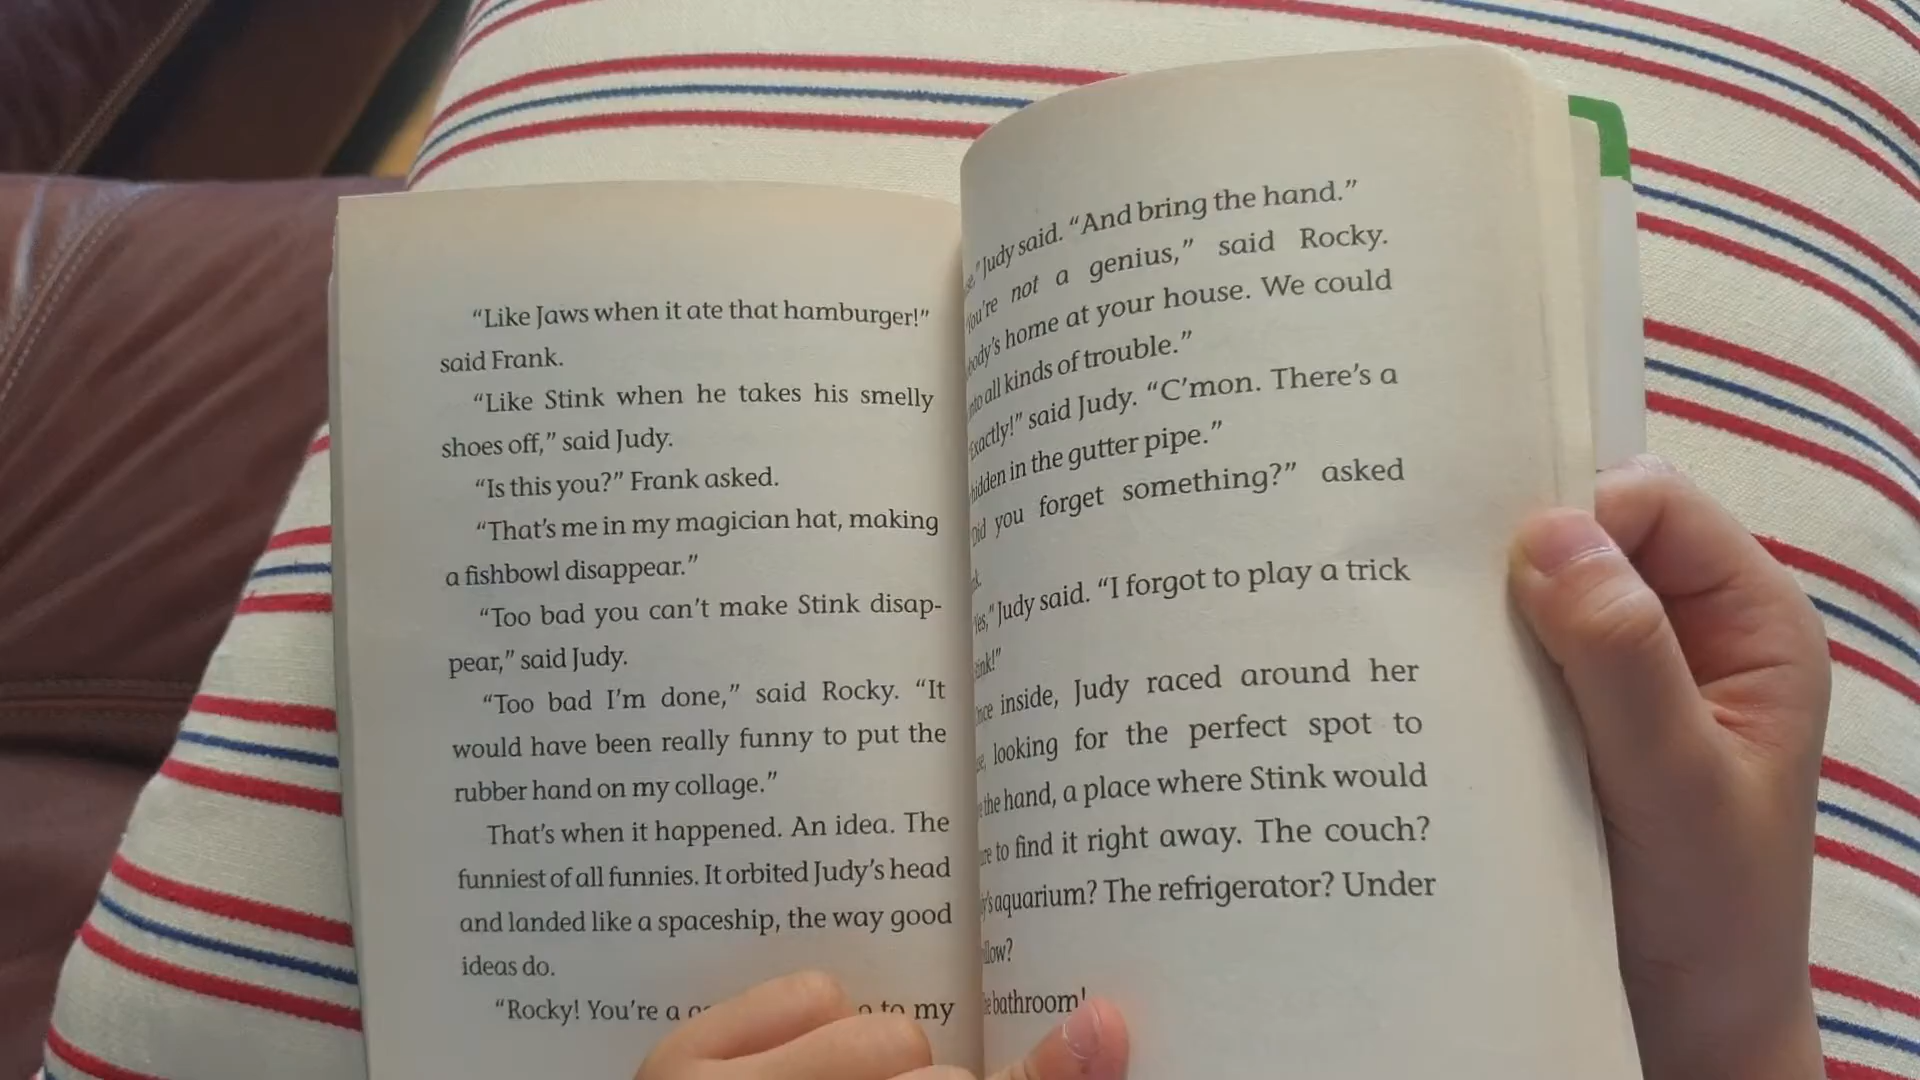 “Like Jaws when it ate that hamburger!”
said Frank.
“Like Stink when he takes his smelly
shoes off,” said Judy.
“Is this you?” Frank asked.
“That’s me in my magician hat, making
a fishbowl disappear.”
“Too bad you can’t make Stink disap-
pear,” said Judy.
“Too bad I’m done,” said Rocky. “It
would have been really funny to put the
rubber hand on my collage.”
That’s when it happened. An idea. The
funniest of all funnies. It orbited Judy’s head
and landed like a spaceship, the way good
ideas do.
“Rocky! You’re a to my
Judy said. “And bring the hand.”
You’re not a genius,” said Rocky.
home at your house. We could
all kinds of trouble.”
Exactly!” said Judy. “C’mon. There’s a
hidden in the gutter pipe.”
Did you forget something?” asked
Judy said. “I forgot to play a trick
inside, Judy raced around her
looking for the perfect spot to
the hand, a place where Stink would
to find it right away. The couch?
aquarium? The refrigerator? Under
bathroom!